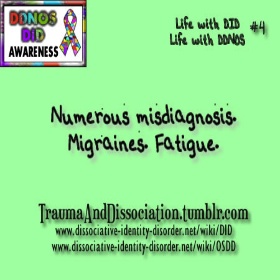 DDNOS
DID
AWARENESS
Life with DID #4
Life with DDNOS
Numerous misdiagnosis.
Migraines. Fatigue.
TraumaAndDissociation.tumblr.com
www.dissociative-identity-disorder.net/wiki/DID
www.dissociative-identity-disorder.net/wiki/OSDD